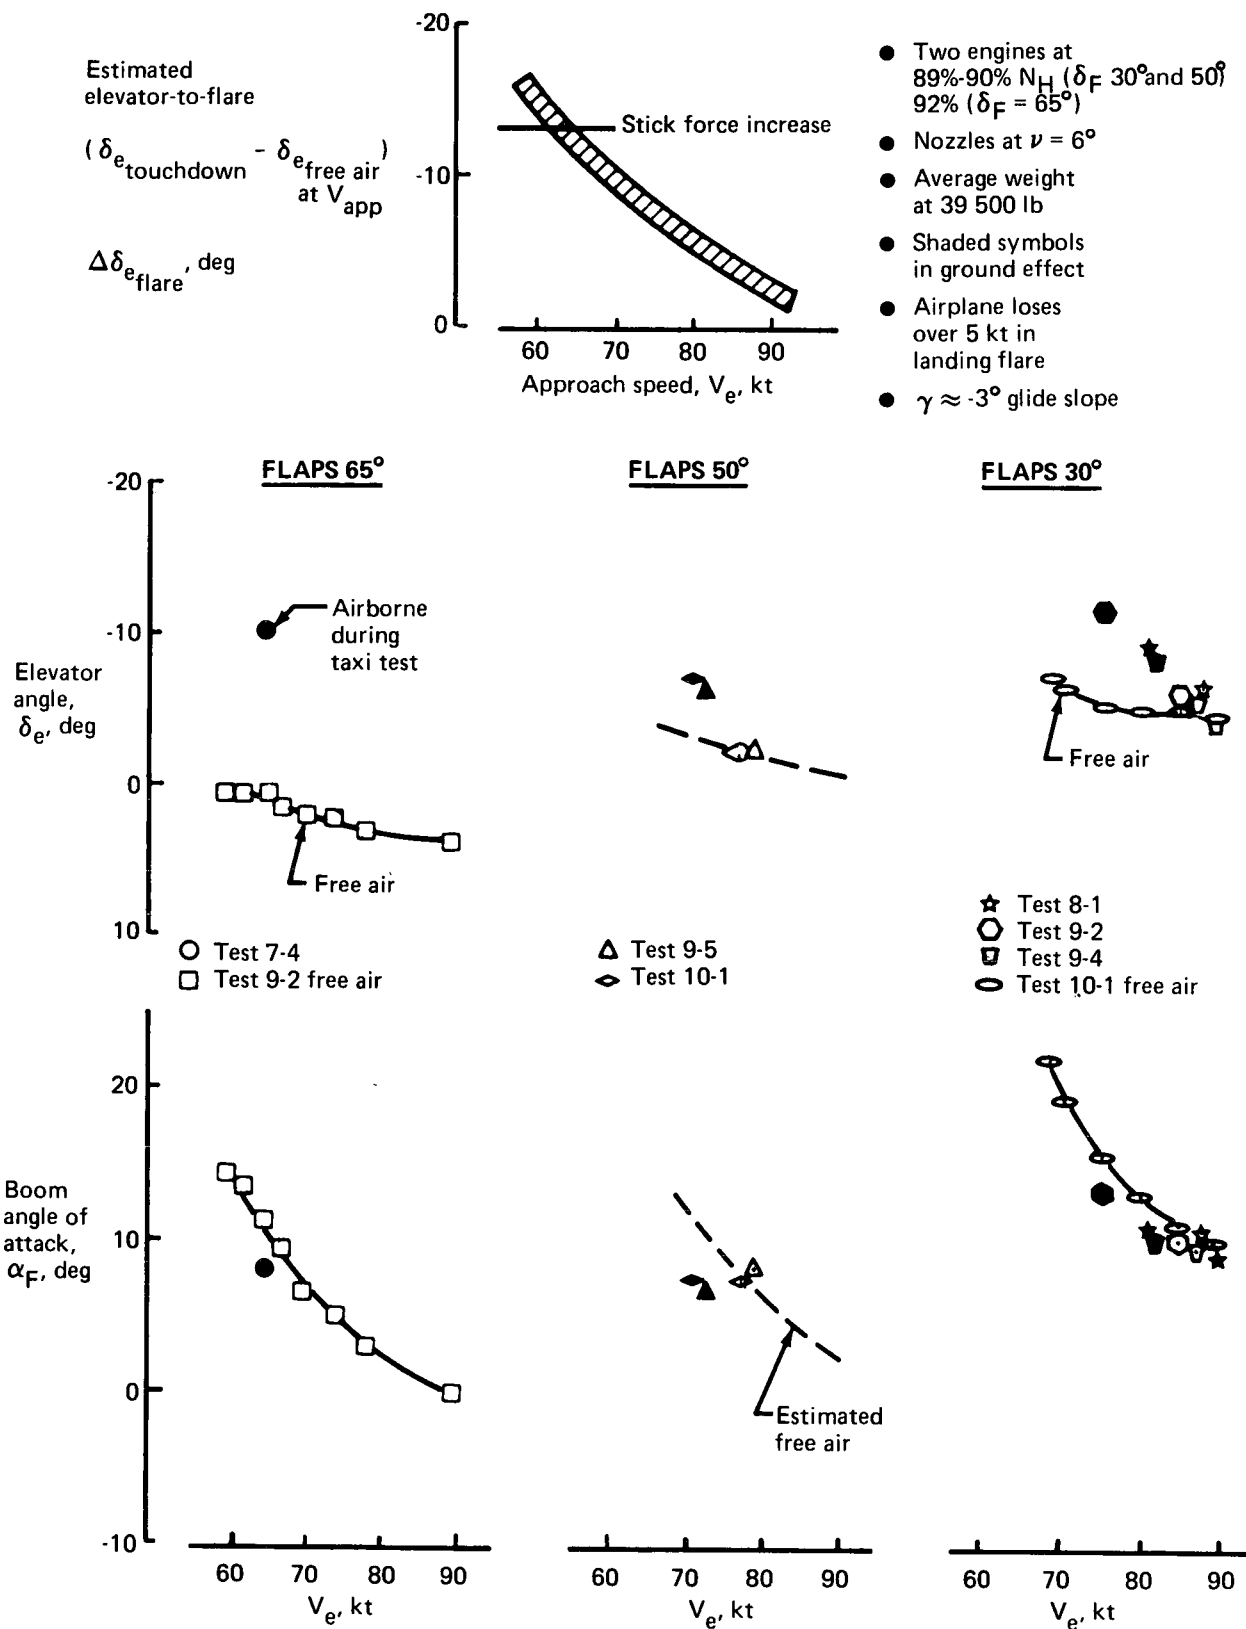 Estimated
elevator-to-flare
(δe touchdown - δe free air)
at Vapp
Δδe flare, deg
-20
-10
0
Stick force increase
60 70 80 90
Approach speed, Ve, kt
● Two engines at
89%-90% NH (δF 30° and 50°)
92% (δF = 65°)
● Nozzles at ν = 6°
● Average weight
at 39 500 lb
● Shaded symbols
in ground effect
● Airplane loses
over 5 kt in
landing flare
● γ ≈ -3° glide slope
FLAPS 65°
FLAPS 50°
FLAPS 30°
-20
-10
0
10
Elevator
angle,
δe, deg
Airborne
during
taxi test
Free air
Free air
Test 7-4
Test 9-2 free air
Test 9-5
Test 10-1
Test 8-1
Test 9-2
Test 9-4
Test 10-1 free air
20
10
0
-10
Boom
angle of
attack,
αF, deg
Estimated
free air
60 70 80 90
Ve, kt
60 70 80 90
Ve, kt
60 70 80 90
Ve, kt